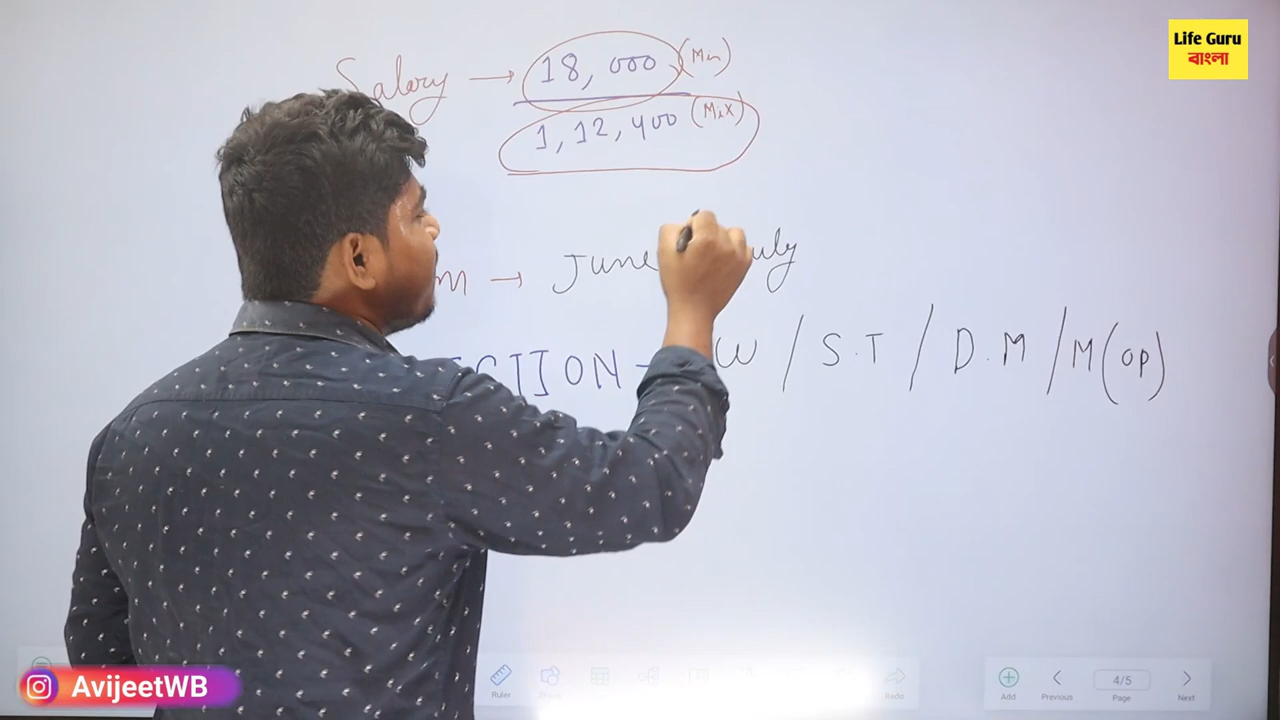 Life Guru
বাংলা
Salary → 18,000 (Min)
1,12,400 (Mix)
m → June uly
CTION - W / S.T / D.M / M(OP)
AvijeetWB
Ruler
Redo
Add
Previous
4/5
Page
Next